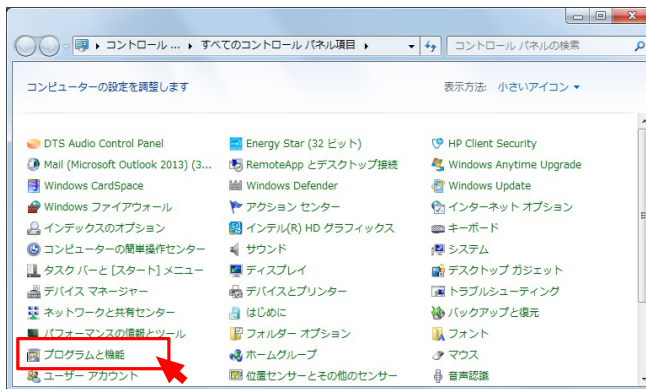 コントロール ... すべてのコントロール パネル項目 コントロール パネルの検索
コンピューターの設定を調整します 表示方法: 小さいアイコン
DTS Audio Control Panel Energy Star (32 ビット) HP Client Security
Mail (Microsoft Outlook 2013) (3... RemoteApp とデスクトップ接続 Windows Anytime Upgrade
Windows CardSpace Windows Defender Windows Update
Windows ファイアウォール アクション センター インターネット オプション
インデックスのオプション インテル(R) HD グラフィックス キーボード
コンピューターの簡単操作センター サウンド システム
タスク バーと [スタート] メニュー ディスプレイ デスクトップ ガジェット
デバイス マネージャー デバイスとプリンター トラブルシューティング
ネットワークと共有センター はじめに バックアップと復元
パフォーマンスの情報とツール フォルダー オプション フォント
プログラムと機能 ホームグループ マウス
ユーザー アカウント 位置センサーとその他のセンサー 音声認識